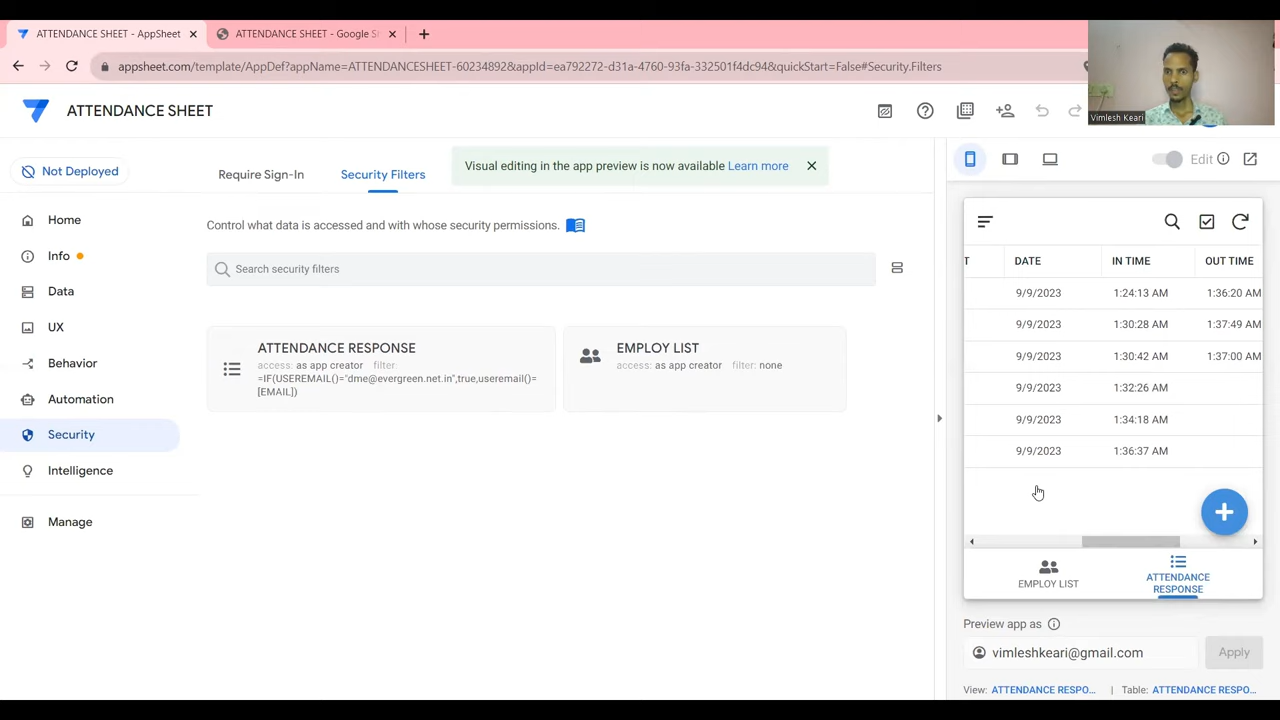 ATTENDANCE SHEET - AppSheet
ATTENDANCE SHEET - Google S
appsheet.com/template/AppDef?appName=ATTENDANCESHEET-60234892&appId=ea792272-d31a-4760-93fa-332501f4dc94&quickStart=False#Security.Filters
Vimlesh Keari
ATTENDANCE SHEET
Not Deployed
Home
Info
Data
UX
Behavior
Automation
Security
Intelligence
Manage
Require Sign-In
Security Filters
Visual editing in the app preview is now available Learn more
Control what data is accessed and with whose security permissions.
Search security filters
ATTENDANCE RESPONSE
access: as app creator filter:
=IF(USEREMAIL()="dme@evergreen.net.in",true,useremail()=
[EMAIL])
EMPLOY LIST
access: as app creator filter: none
Edit
T DATE IN TIME OUT TIME
9/9/2023 1:24:13 AM 1:36:20 AM
9/9/2023 1:30:28 AM 1:37:49 AM
9/9/2023 1:30:42 AM 1:37:00 AM
9/9/2023 1:32:26 AM
9/9/2023 1:34:18 AM
9/9/2023 1:36:37 AM
EMPLOY LIST
ATTENDANCE
RESPONSE
Preview app as
vimleshkeari@gmail.com
Apply
View: ATTENDANCE RESPO... | Table: ATTENDANCE RESPO...